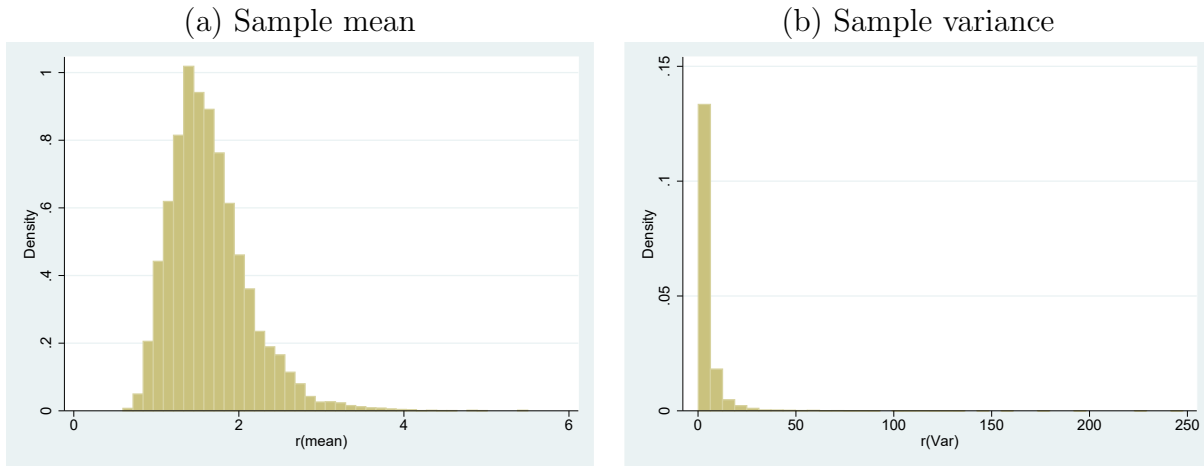 (a) Sample mean
Density
1
.8
.6
.4
.2
0
0 2 4 6
r(mean)
(b) Sample variance
Density
.15
.1
.05
0
0 50 100 150 200 250
r(Var)